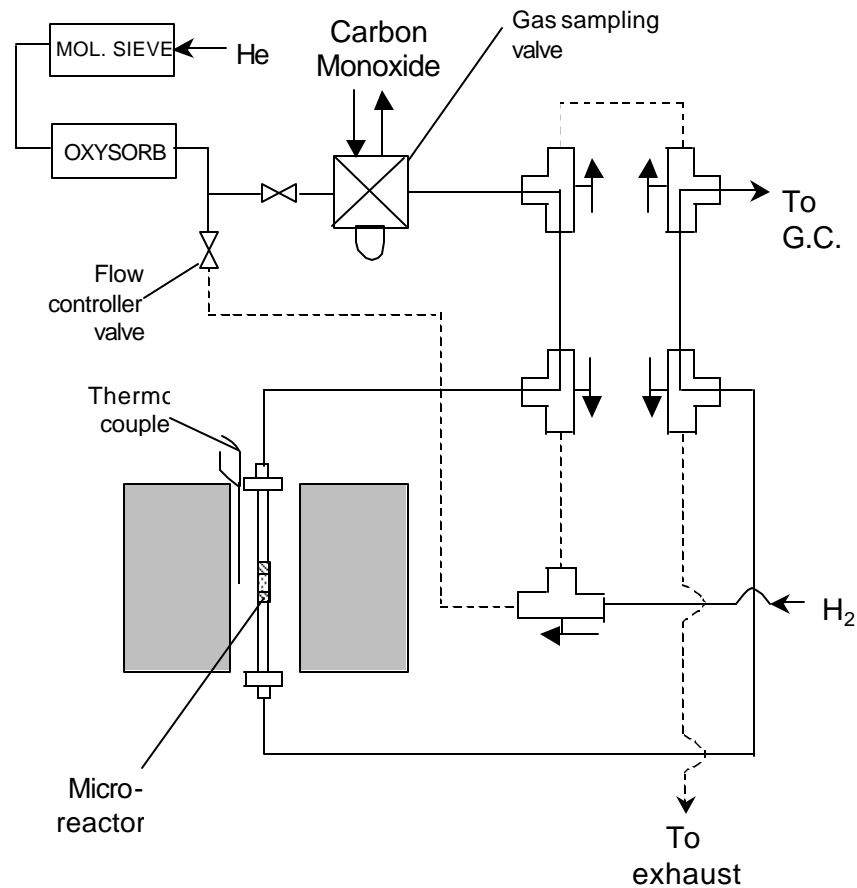 MOL. SIEVE
He
Carbon
Monoxide
Gas sampling
valve
OXYSORB
To
G.C.
Flow
controller
valve
Thermo
couple
H2
Micro-
reactor
To
exhaust